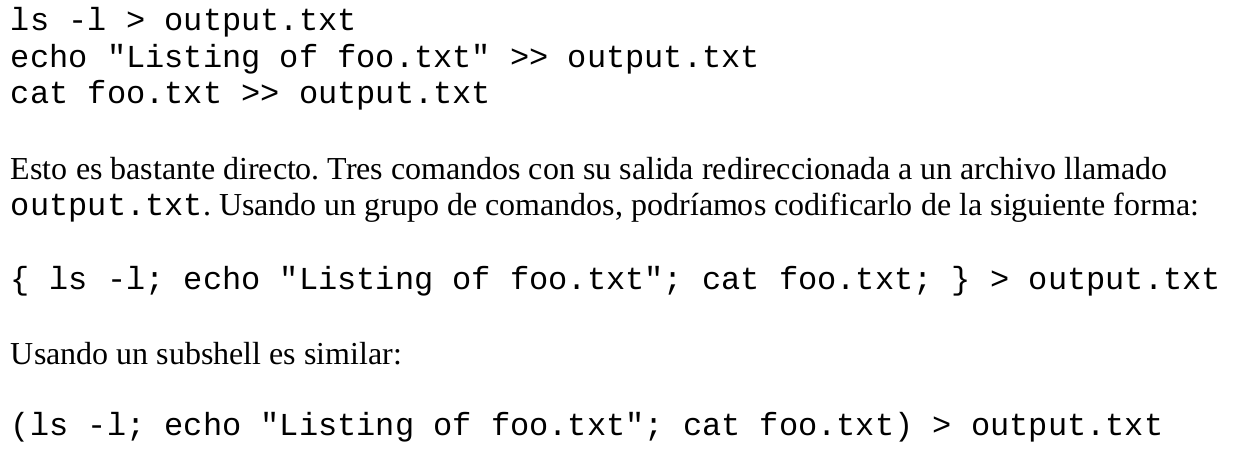 ls -l > output.txt
echo "Listing of foo.txt" >> output.txt
cat foo.txt >> output.txt
Esto es bastante directo. Tres comandos con su salida redireccionada a un archivo llamado
output.txt. Usando un grupo de comandos, podríamos codificarlo de la siguiente forma:
{ ls -l; echo "Listing of foo.txt"; cat foo.txt; } > output.txt
Usando un subshell es similar:
(ls -l; echo "Listing of foo.txt"; cat foo.txt) > output.txt